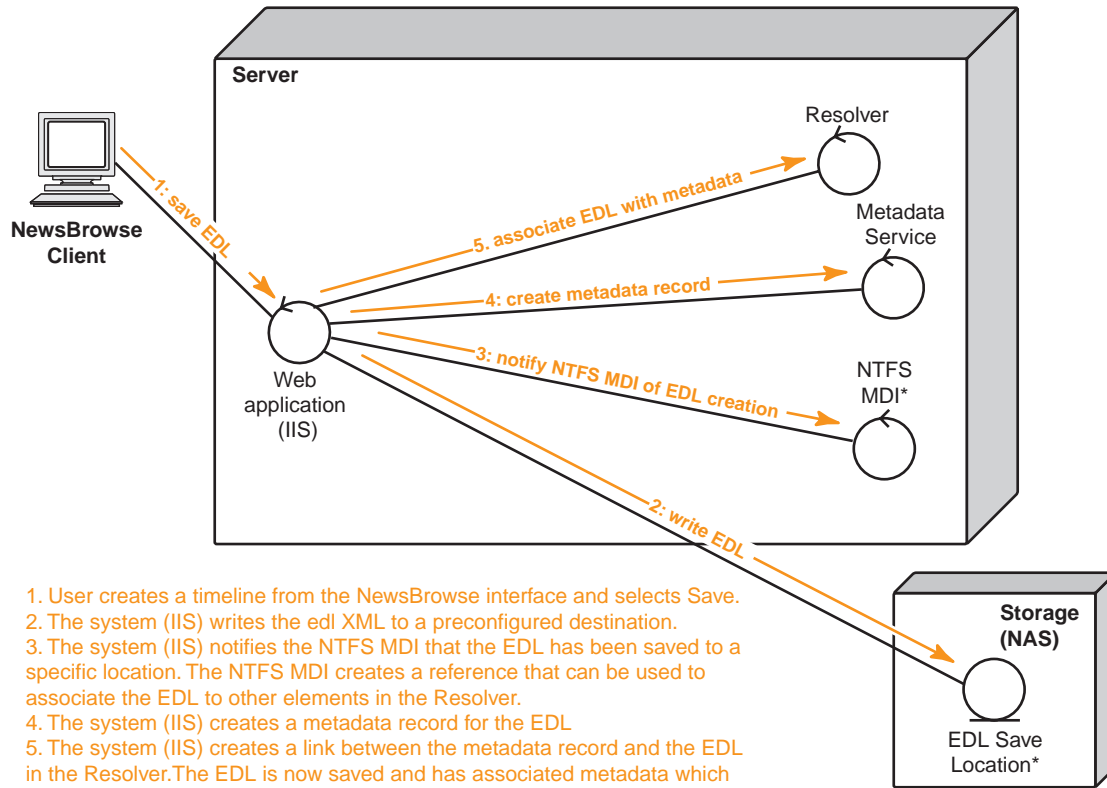 Server
Resolver
1: save EDL
5. associate EDL with metadata
NewsBrowse
Client
Metadata
Service
4: create metadata record
3: notify NTFS MDI of EDL creation
Web
application
(IIS)
NTFS
MDI*
2: write EDL
1. User creates a timeline from the NewsBrowse interface and selects Save.
2. The system (IIS) writes the edl XML to a preconfigured destination.
3. The system (IIS) notifies the NTFS MDI that the EDL has been saved to a
specific location. The NTFS MDI creates a reference that can be used to
associate the EDL to other elements in the Resolver.
4. The system (IIS) creates a metadata record for the EDL
5. The system (IIS) creates a link between the metadata record and the EDL
in the Resolver.The EDL is now saved and has associated metadata which
Storage
(NAS)
EDL Save
Location*